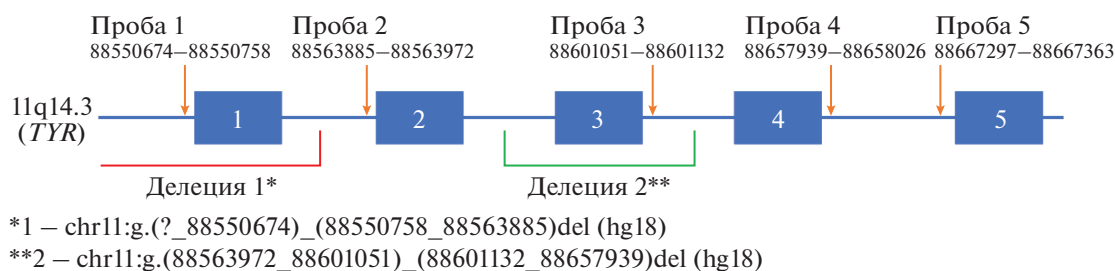 Проба 1 Проба 2 Проба 3 Проба 4 Проба 5
88550674–88550758 88563885–88563972 88601051–88601132 88657939–88658026 88667297–88667363
11q14.3
(TYR)
1 2 3 4 5
Делеция 1* Делеция 2**
*1 – chr11:g.(?_88550674)_(88550758_88563885)del (hg18)
**2 – chr11:g.(88563972_88601051)_(88601132_88657939)del (hg18)